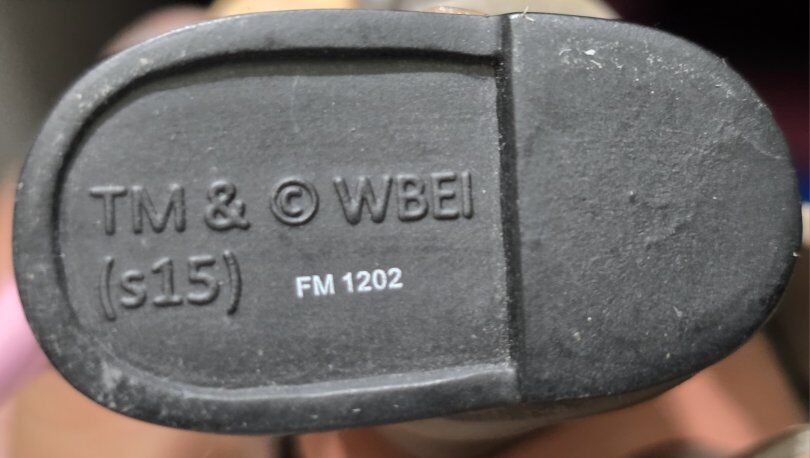 TM & © WBEI
(s15)
FM 1202